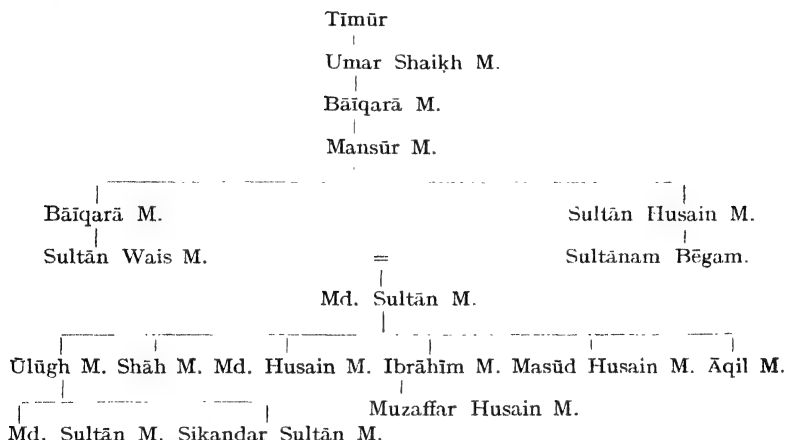 Tīmūr
Umar Shaiḳh M.
Bāīqarā M.
Mansūr M.
Bāīqarā M. Sultān Husain M.
Sultān Wais M. = Sultānam Bēgam.
Md. Sultān M.
Ūlūgh M. Shāh M. Md. Husain M. Ibrāhīm M. Masūd Husain M. Āqil M.
Muzaffar Husain M.
Md. Sultān M. Sikandar Sultān M.